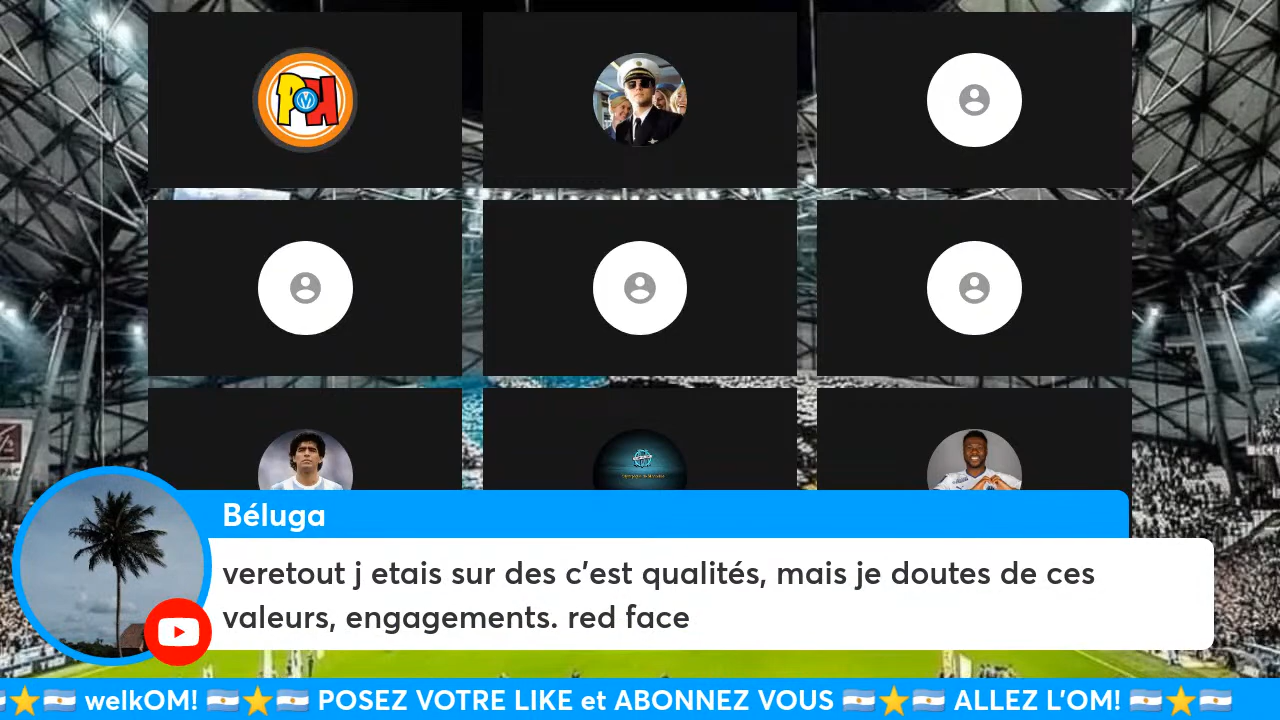 PH
Béluga
veretout j etais sur des c'est qualités, mais je doutes de ces
valeurs, engagements. red face
welkOM! POSEZ VOTRE LIKE et ABONNEZ VOUS ALLEZ L'OM!